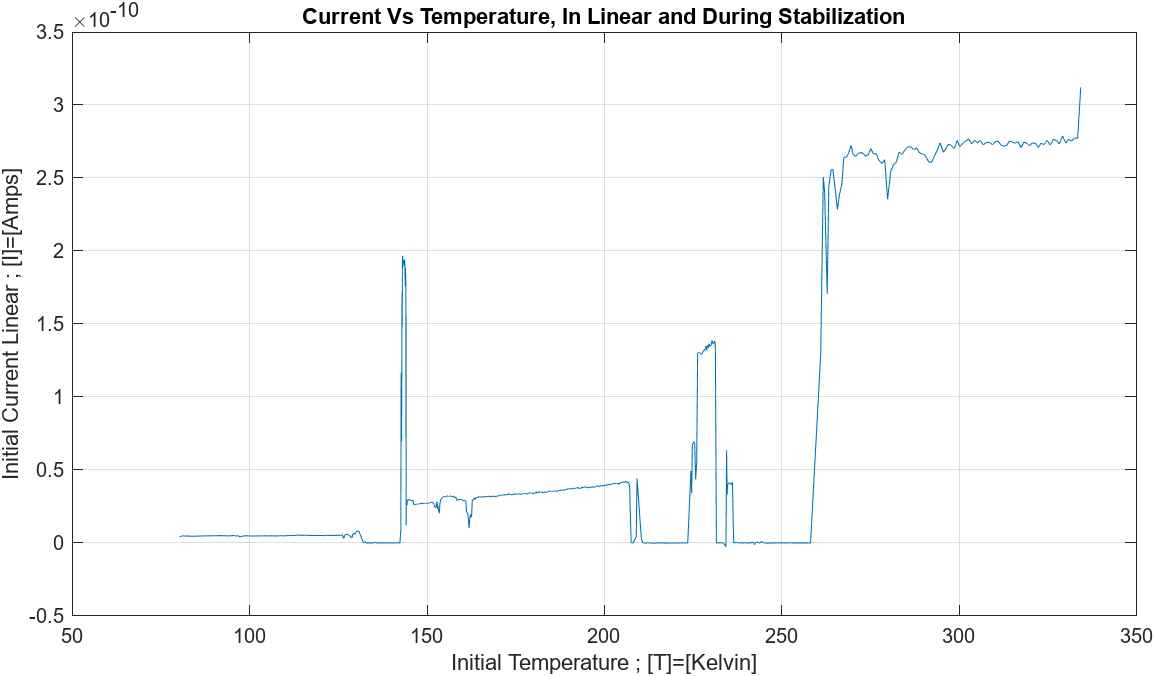 Current Vs Temperature, In Linear and During Stabilization
×10-10
3.5
3
2.5
2
1.5
1
0.5
0
-0.5
Initial Current Linear ; [I]=[Amps]
50 100 150 200 250 300 350
Initial Temperature ; [T]=[Kelvin]